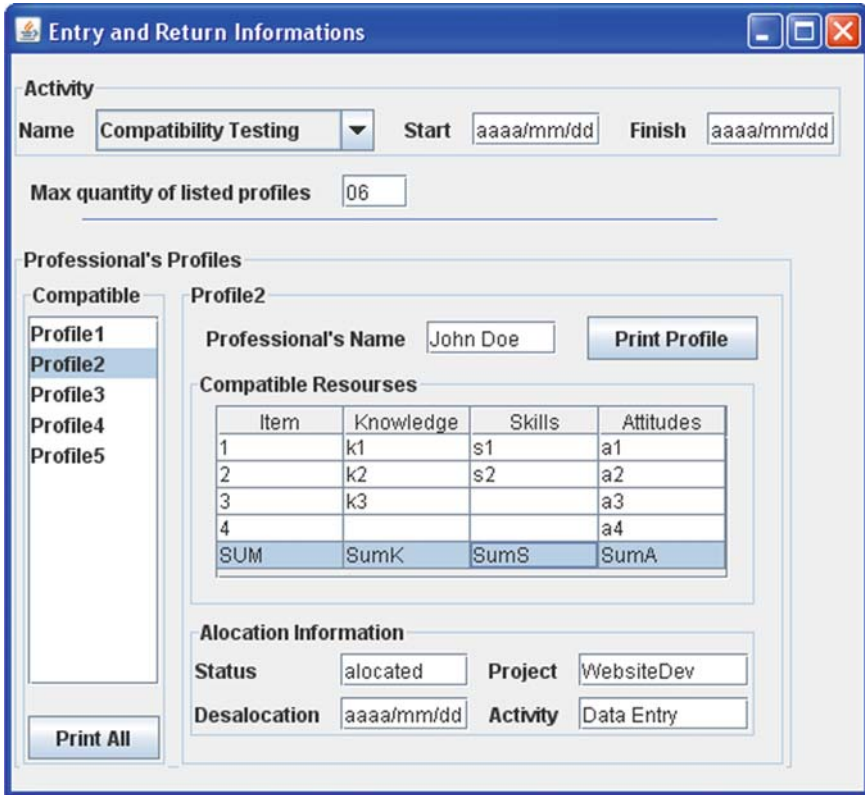 Entry and Return Informations
Activity
Name Compatibility Testing Start aaaa/mm/dd Finish aaaa/mm/dd
Max quantity of listed profiles 06
Professional's Profiles
Compatible
Profile1
Profile2
Profile3
Profile4
Profile5
Print All
Profile2
Professional's Name John Doe Print Profile
Compatible Resourses
Item Knowledge Skills Attitudes
1 k1 s1 a1
2 k2 s2 a2
3 k3 a3
4 a4
SUM SumK SumS SumA
Alocation Information
Status alocated Project WebsiteDev
Desalocation aaaa/mm/dd Activity Data Entry